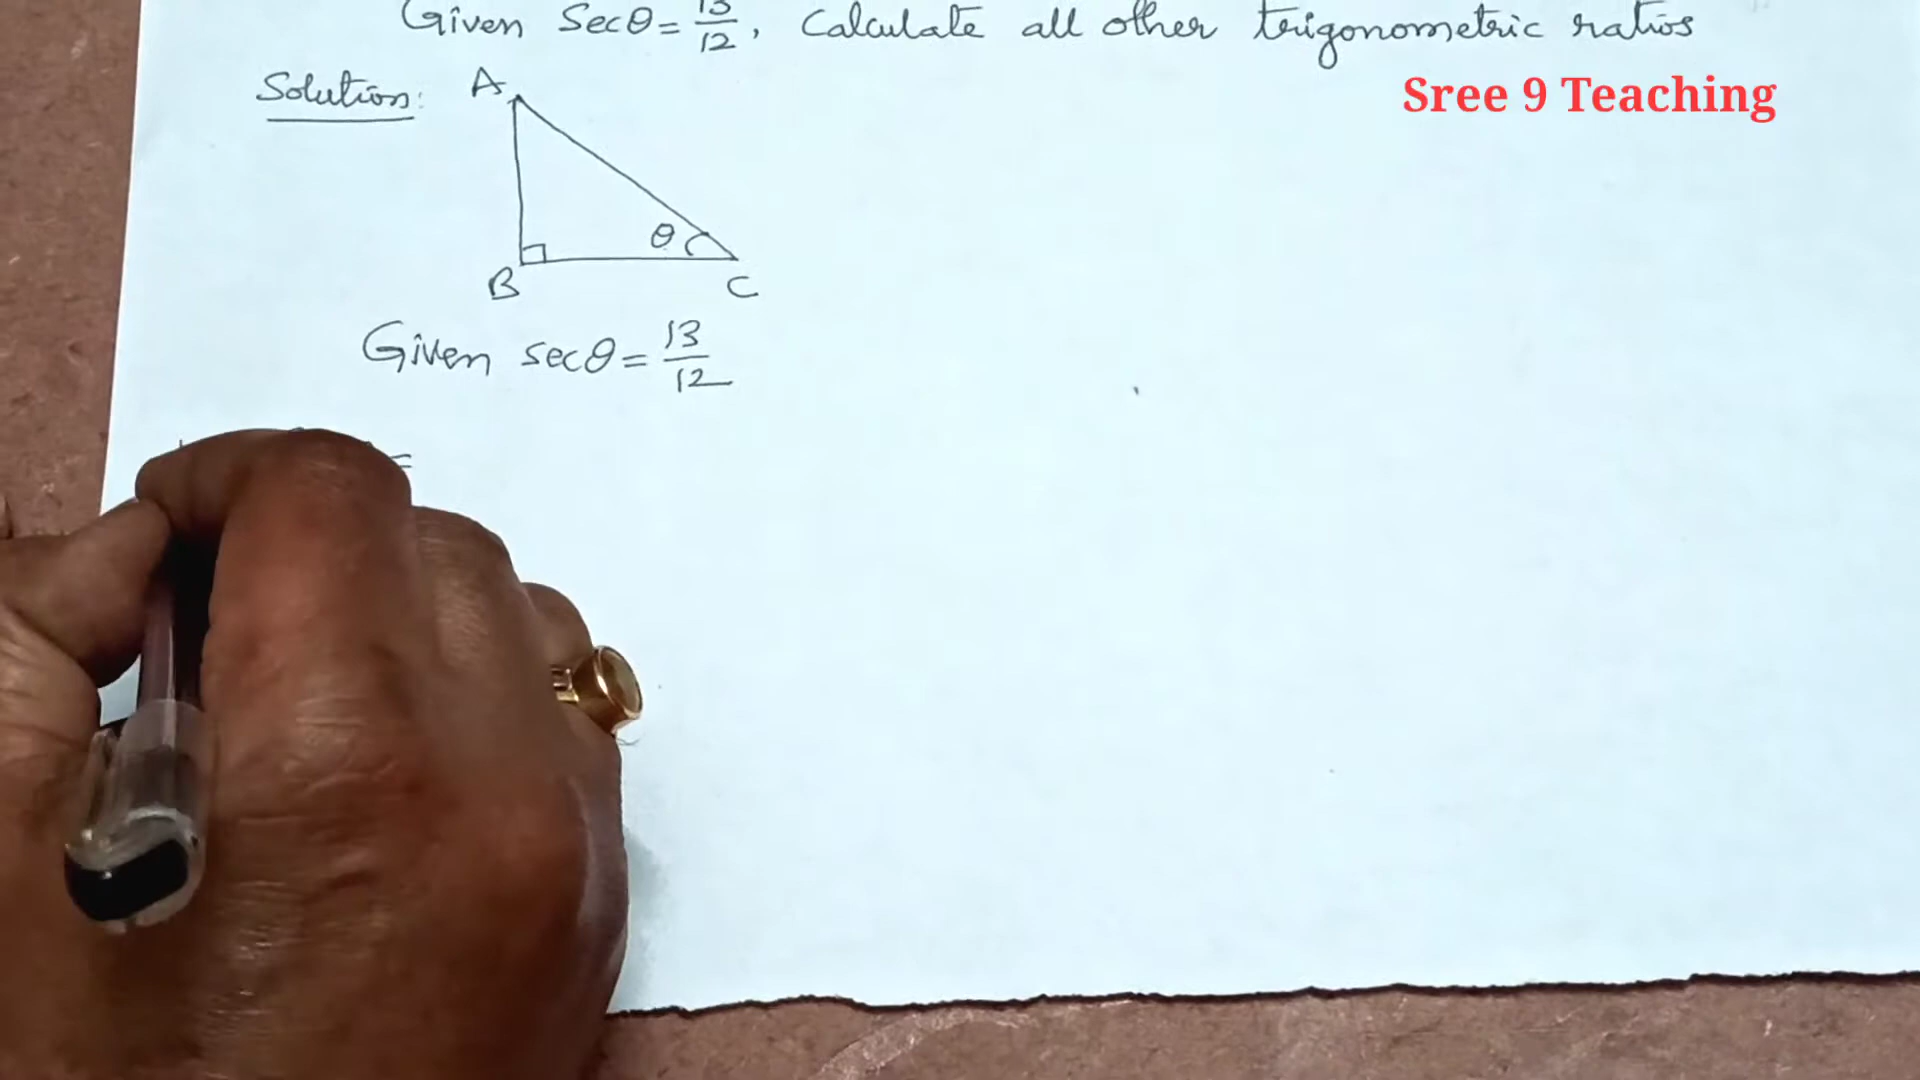 Given Secθ = 13/12, Calculate all other trigonometric ratios
Sree 9 Teaching
Solution:
A
θ
B
C
Given secθ = 13/12
=